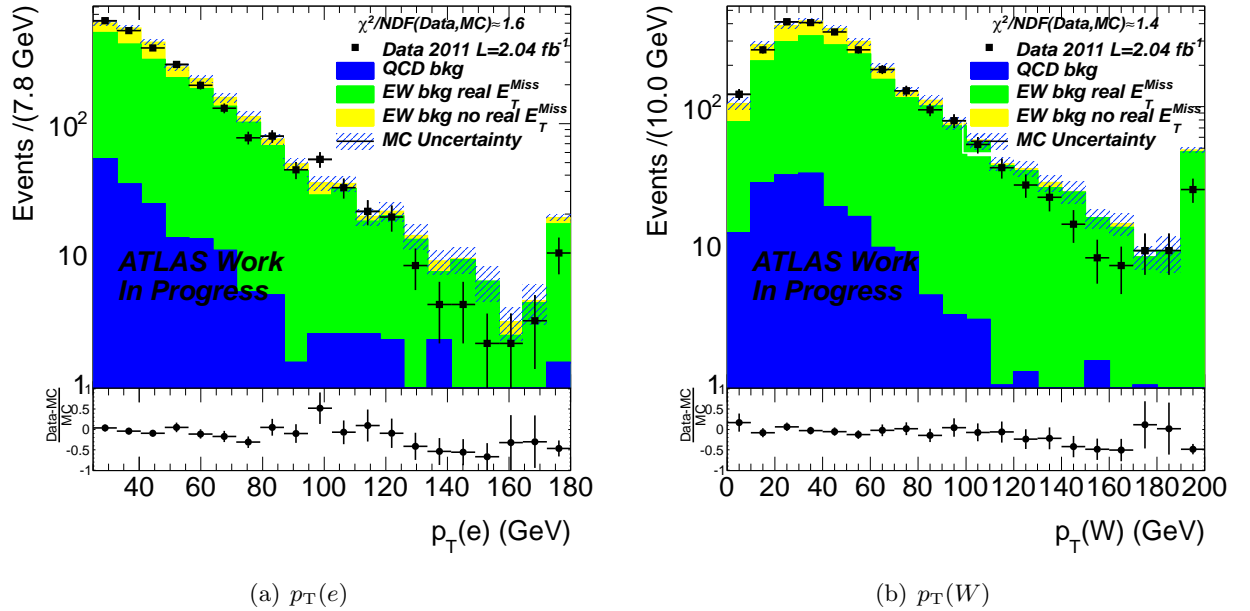 Events /(7.8 GeV)
10²
10
1
χ²/NDF(Data,MC)≈1.6
Data 2011 L=2.04 fb⁻¹
QCD bkg
EW bkg real E_T^Miss
EW bkg no real E_T^Miss
MC Uncertainty
ATLAS Work
In Progress
Data-MC
MC
1
0.5
0
-0.5
-1
40 60 80 100 120 140 160 180
p_T(e) (GeV)
(a) p_T(e)
Events /(10.0 GeV)
10²
10
1
χ²/NDF(Data,MC)≈1.4
Data 2011 L=2.04 fb⁻¹
QCD bkg
EW bkg real E_T^Miss
EW bkg no real E_T^Miss
MC Uncertainty
ATLAS Work
In Progress
Data-MC
MC
1
0.5
0
-0.5
-1
0 20 40 60 80 100 120 140 160 180 200
p_T(W) (GeV)
(b) p_T(W)